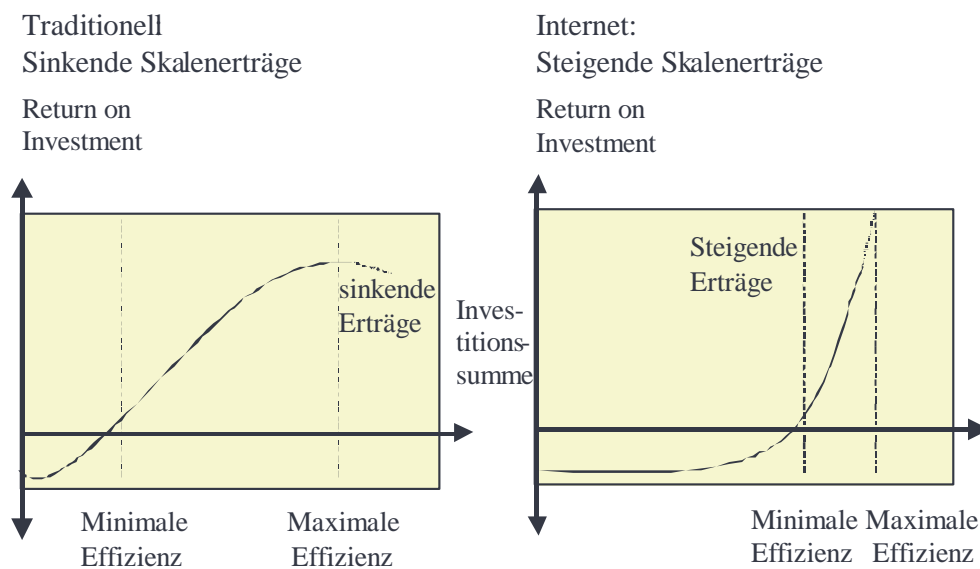 Traditionell
Sinkende Skalenerträge
Return on
Investment
sinkende
Erträge
Minimale
Effizienz
Maximale
Effizienz
Inves-
titions-
summe
Internet:
Steigende Skalenerträge
Return on
Investment
Steigende
Erträge
Minimale
Effizienz
Maximale
Effizienz